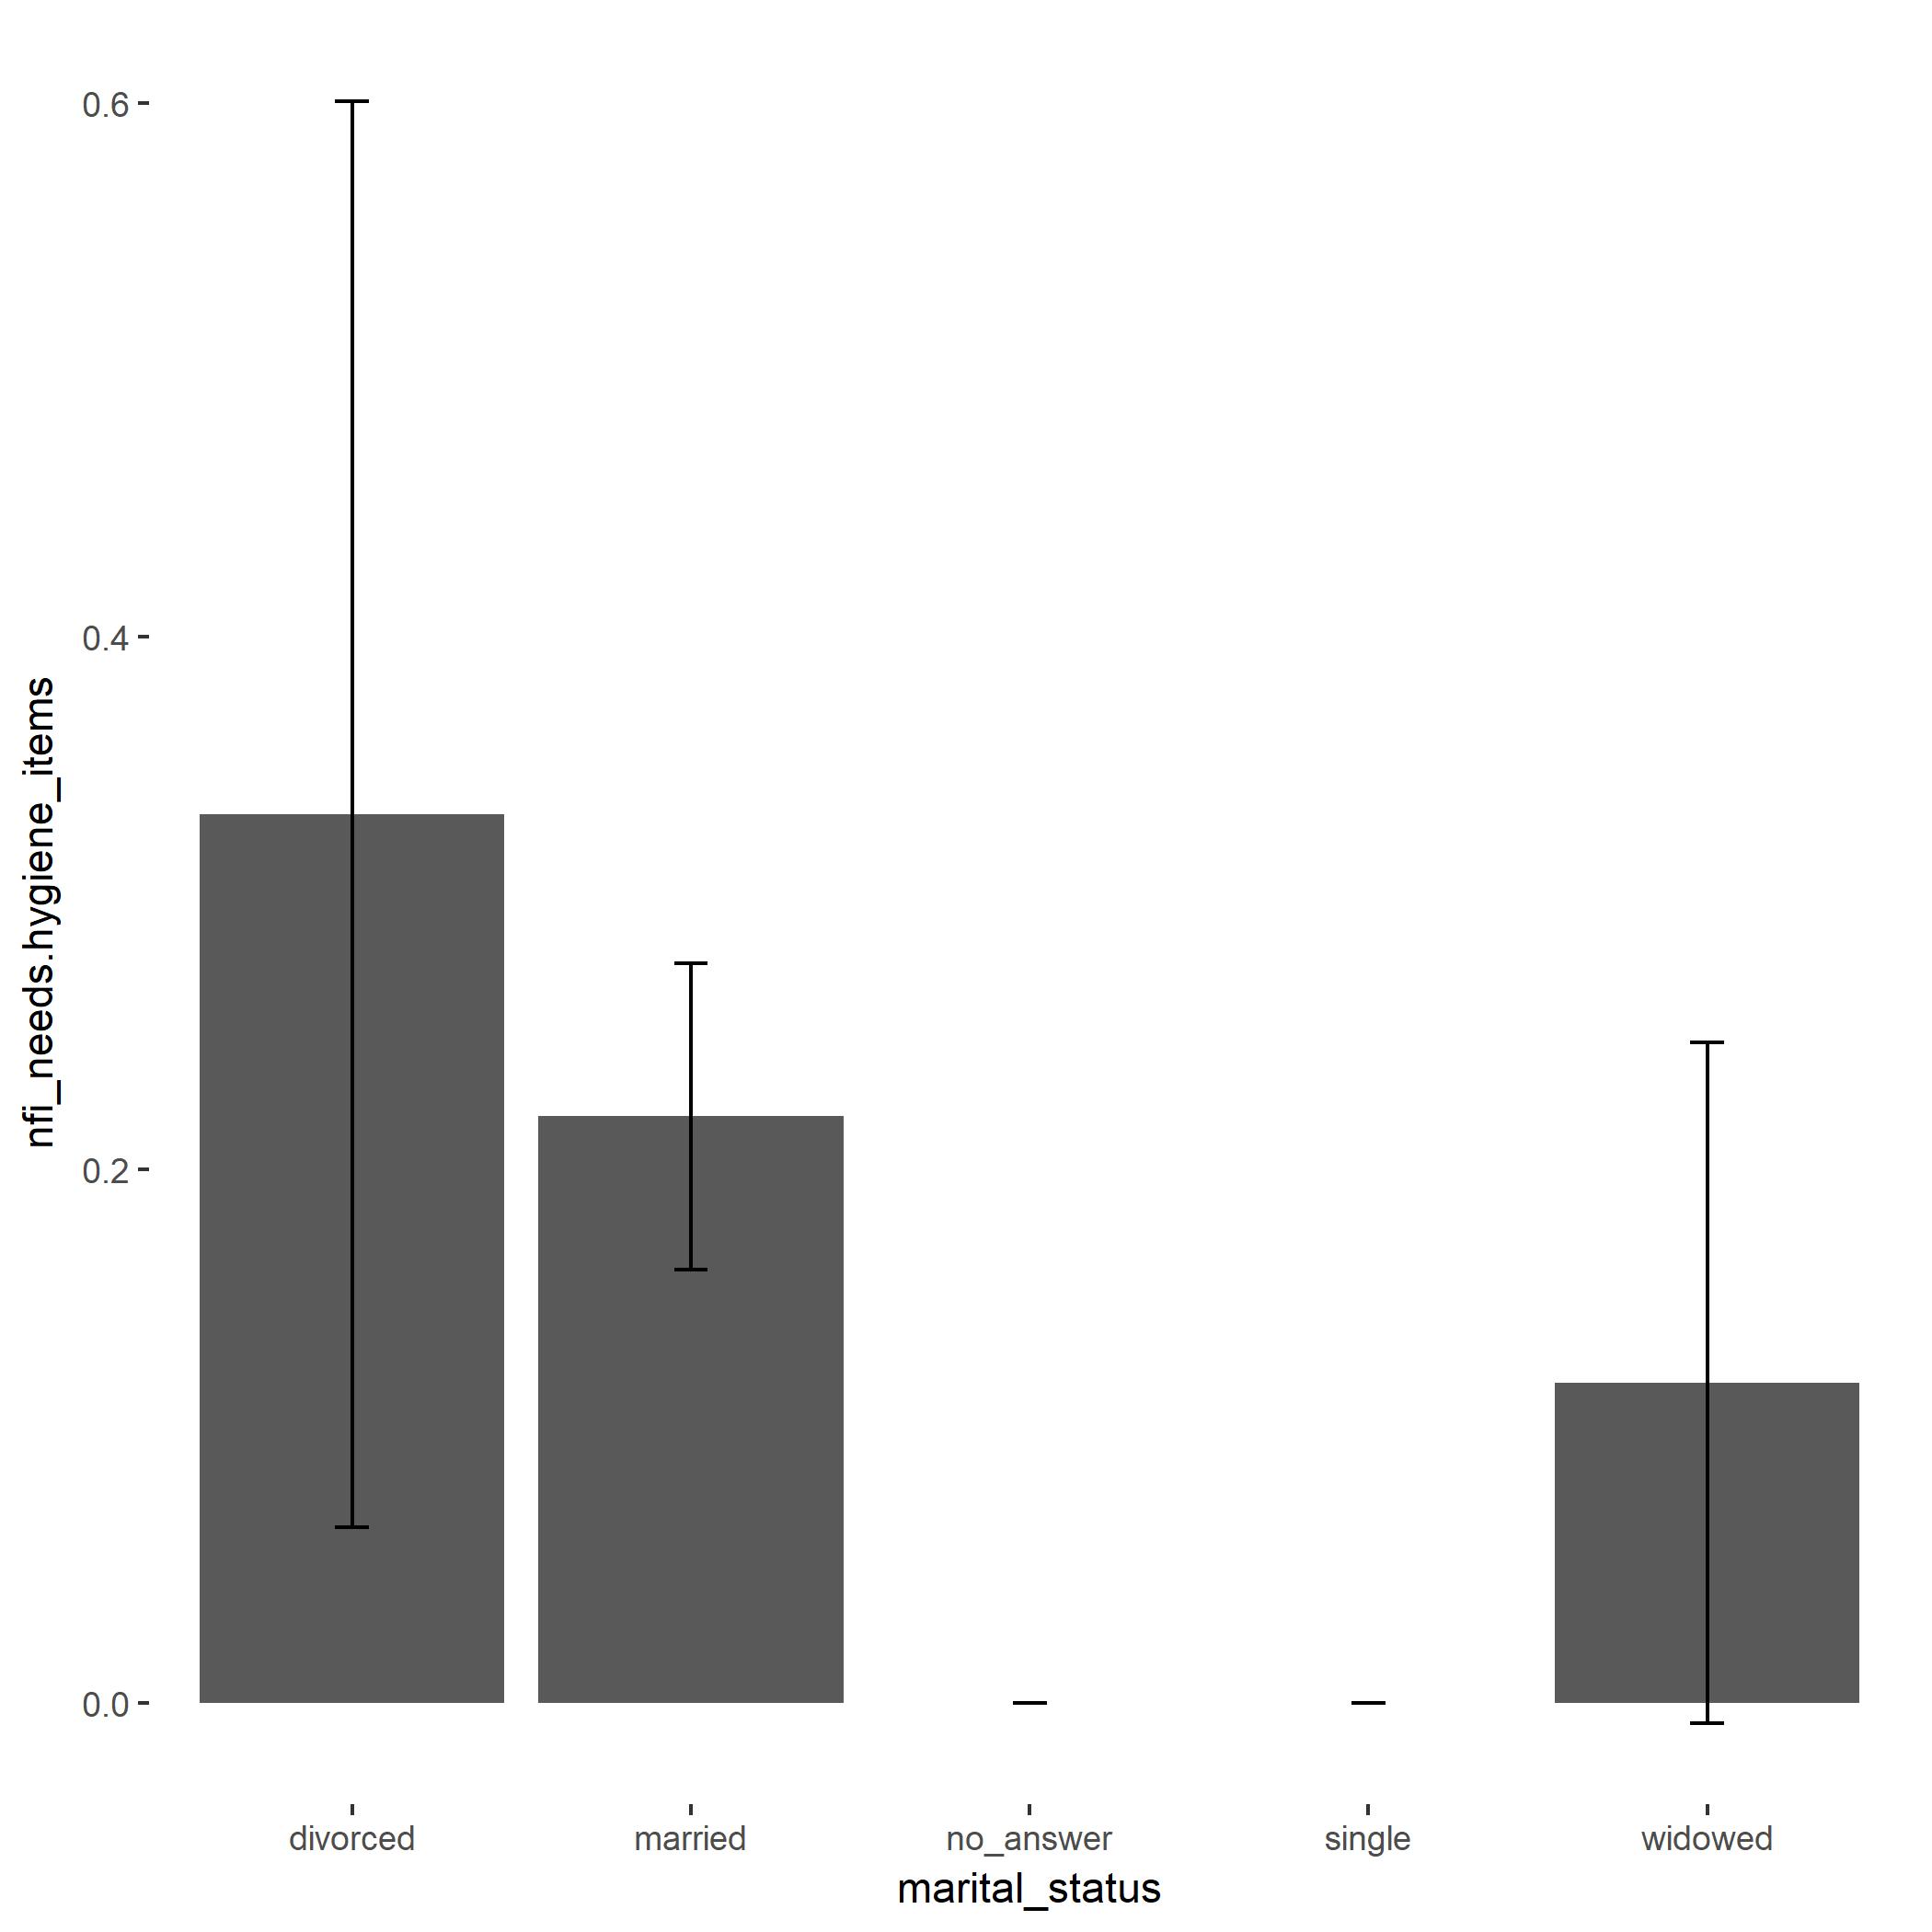 nfi_needs.hygiene_items
0.6
0.4
0.2
0.0
divorced married no_answer single widowed
marital_status